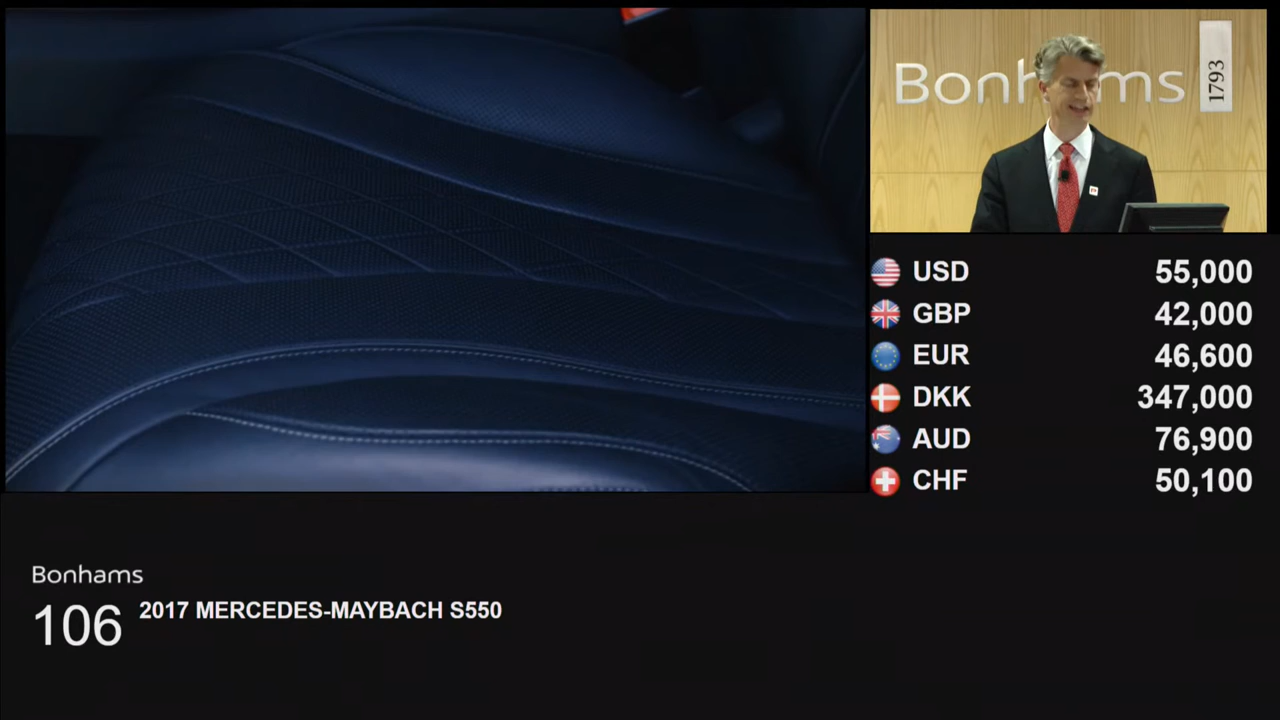 Bonhams
1793
USD 55,000
GBP 42,000
EUR 46,600
DKK 347,000
AUD 76,900
CHF 50,100
Bonhams
106 2017 MERCEDES-MAYBACH S550